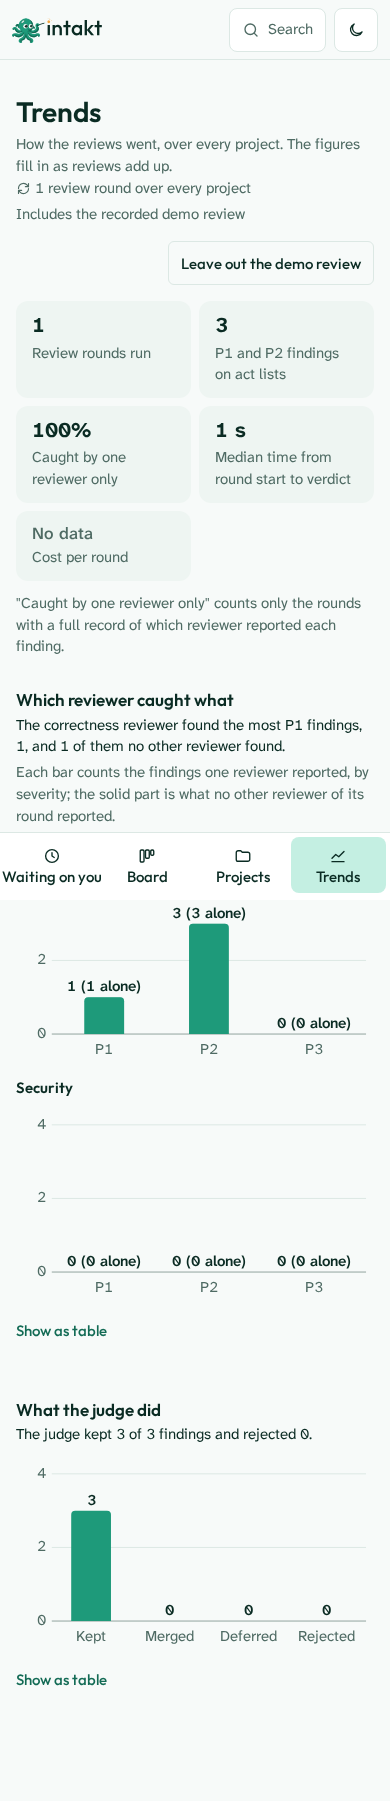 intakt
Search
Trends
How the reviews went, over every project. The figures
fill in as reviews add up.
1 review round over every project
Includes the recorded demo review
Leave out the demo review
1
Review rounds run
3
P1 and P2 findings
on act lists
100%
Caught by one
reviewer only
1 s
Median time from
round start to verdict
No data
Cost per round
"Caught by one reviewer only" counts only the rounds
with a full record of which reviewer reported each
finding.
Which reviewer caught what
The correctness reviewer found the most P1 findings,
1, and 1 of them no other reviewer found.
Each bar counts the findings one reviewer reported, by
severity; the solid part is what no other reviewer of its
round reported.
Waiting on you
Board
Projects
Trends
3 (3 alone)
2
1 (1 alone)
0 (0 alone)
0
P1
P2
P3
Security
4
2
0
0 (0 alone)
0 (0 alone)
0 (0 alone)
P1
P2
P3
Show as table
What the judge did
The judge kept 3 of 3 findings and rejected 0.
4
3
2
0
0
0
0
Kept
Merged
Deferred
Rejected
Show as table